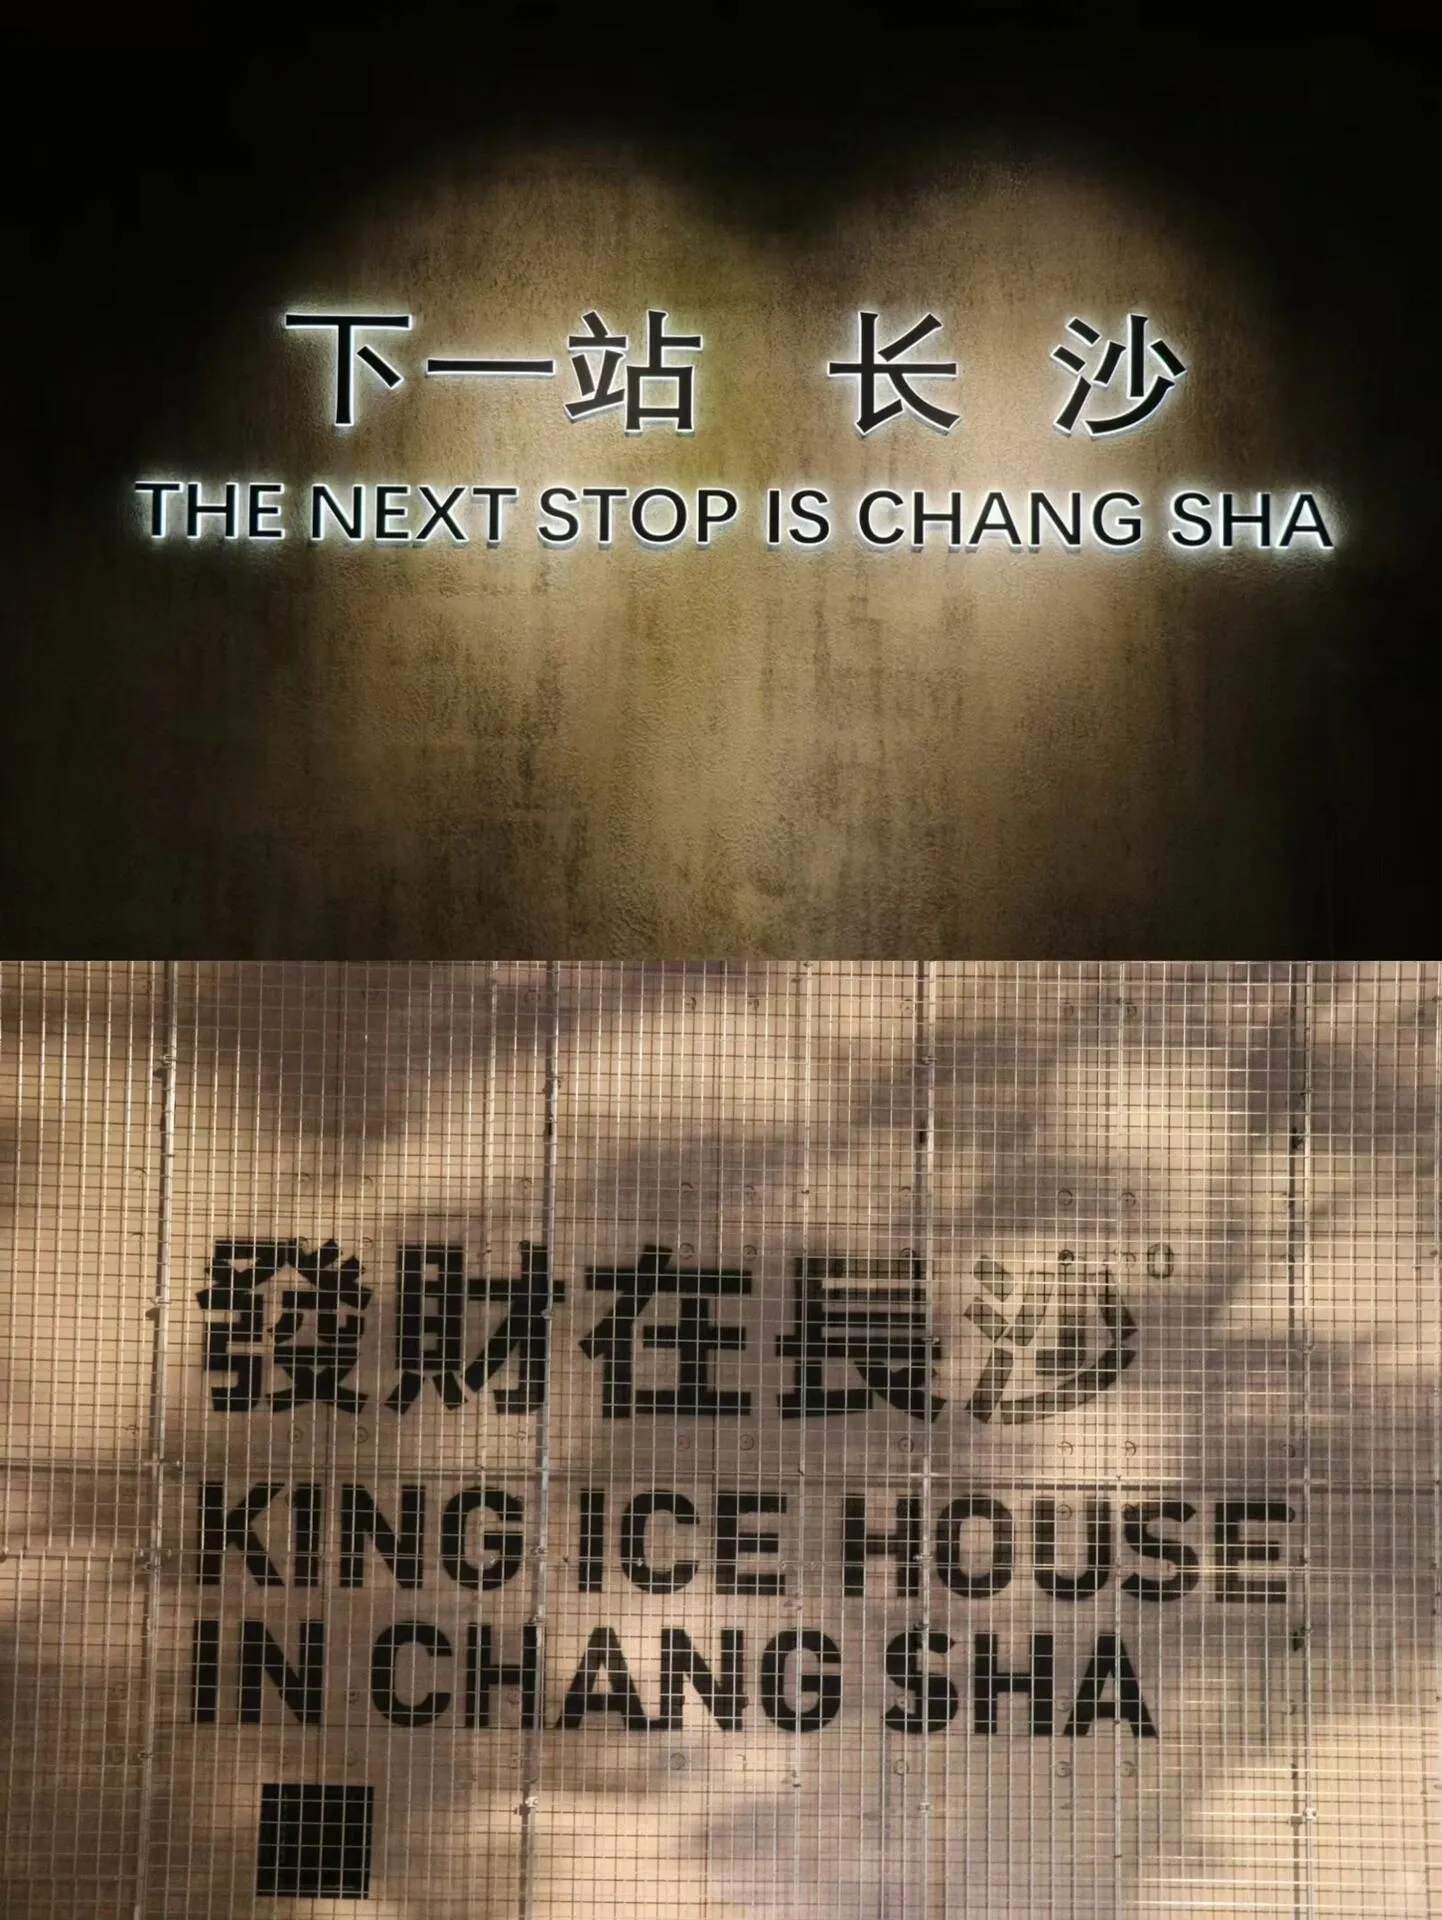 下一站 长 沙
THE NEXT STOP IS CHANG SHA
發財在長沙
KING ICE HOUSE
IN CHANG SHA